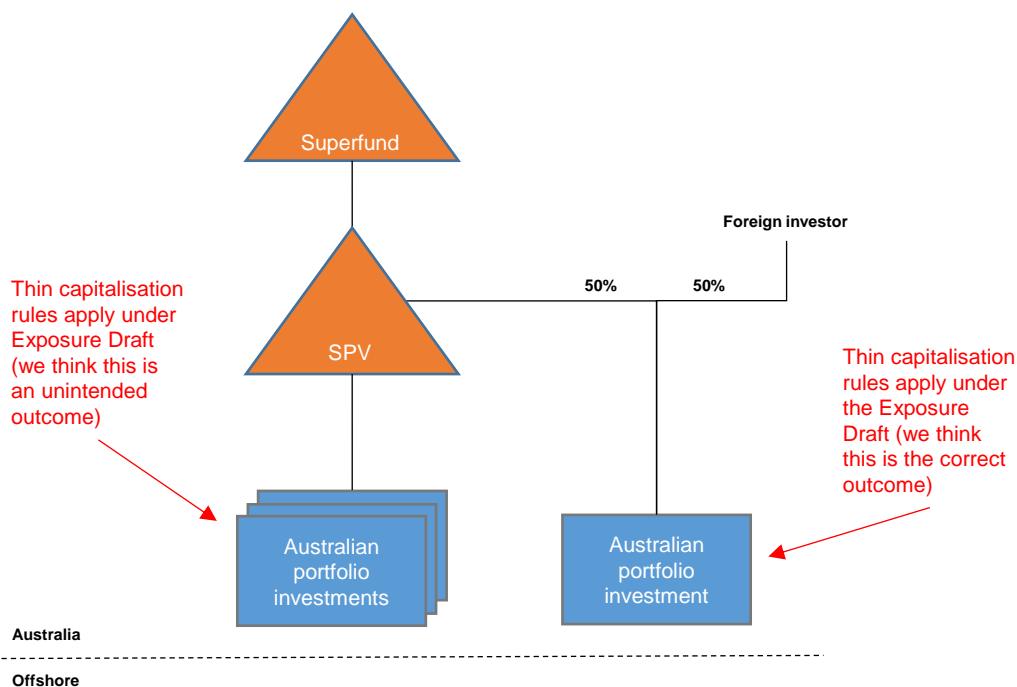 Superfund
Foreign investor
50%
50%
Thin capitalisation
rules apply under
Exposure Draft
(we think this is
an unintended
outcome)
SPV
Thin capitalisation
rules apply under
the Exposure
Draft (we think
this is the correct
outcome)
Australian
portfolio
investments
Australian
portfolio
investment
Australia
Offshore